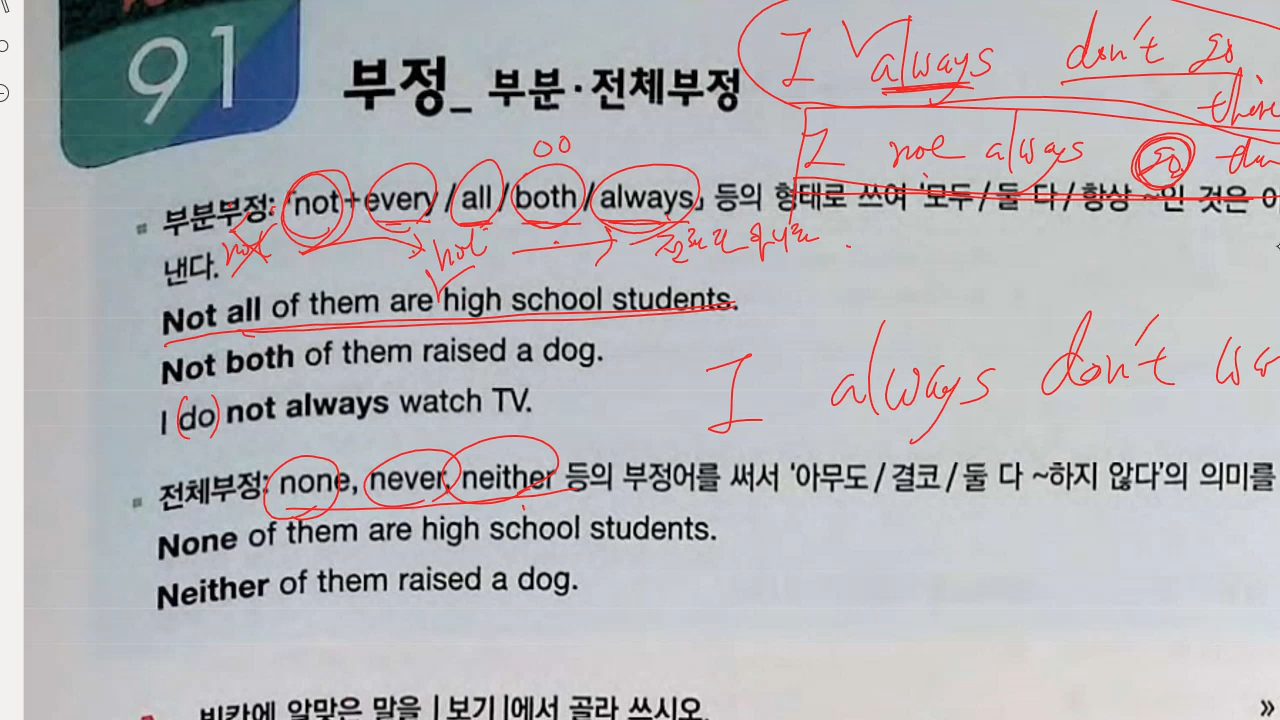 91
부정_ 부분·전체부정
I always don't go there
I not always go
부분부정: 「not+every/all/both/always」 등의 형태로 쓰여 '모두/둘 다/항상 ~인 것은 아
낸다.
not
not
Not all of them are high school students.
Not both of them raised a dog.
I do not always watch TV.
I always don't wa
전체부정: none, never, neither 등의 부정어를 써서 '아무도/결코/둘 다 ~하지 않다'의 의미를
None of them are high school students.
Neither of them raised a dog.
빈칸에 알맞은 말을 |보기|에서 골라 쓰시오.
»